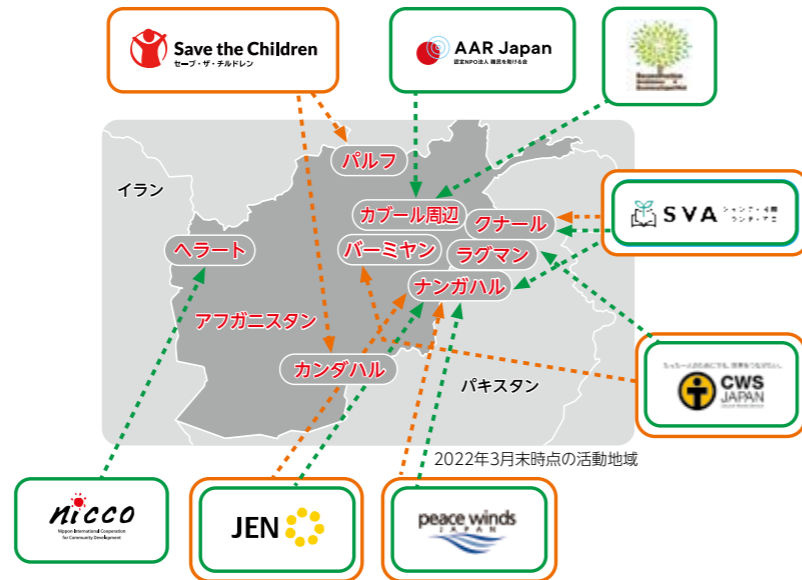 Save the Children
セーブ・ザ・チルドレン
AAR Japan
認定NPO法人 難民を助ける会
イラン
パルフ
カブール周辺
クナール
SVA
ヘラート
バーミヤン
ラグマン
ナンガハル
アフガニスタン
カンダハル
パキスタン
CWS
JAPAN
2022年3月末時点の活動地域
nicco
Nippon International Cooperation
for Community Development
JEN
peace winds
JAPAN